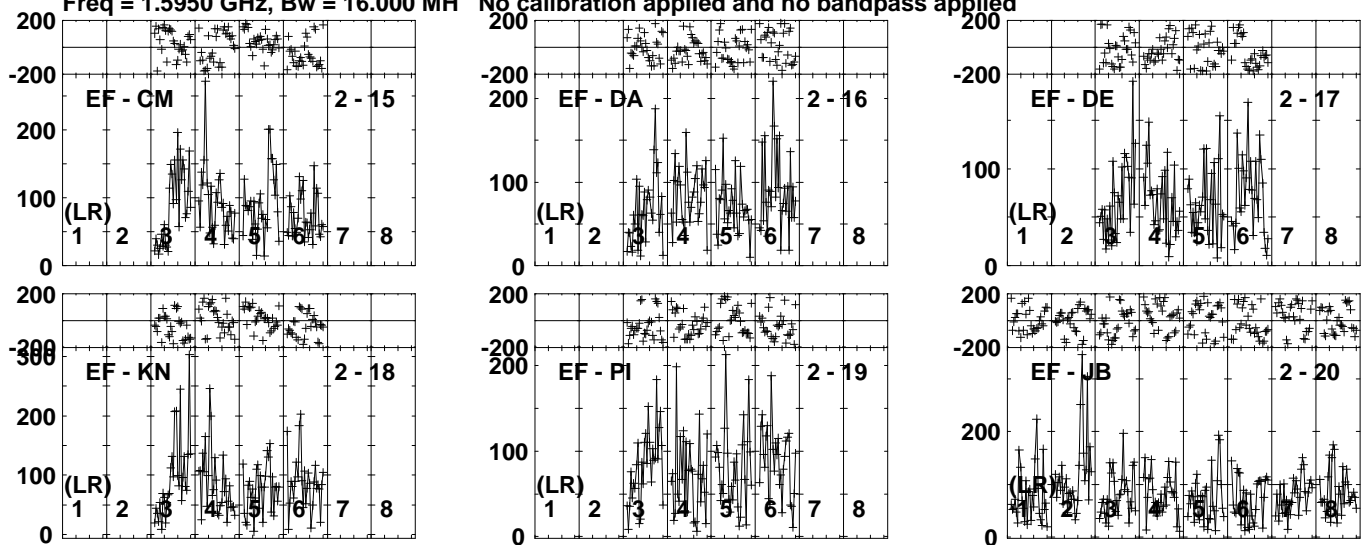 Freq = 1.5950 GHz, Bw = 16.000 MH No calibration applied and no bandpass applied
200
-200
EF - CM 2 - 15
200
100
(LR)
1 2 3 4 5 6 7 8
0
200
-200
EF - DA 2 - 16
200
100
(LR)
1 2 3 4 5 6 7 8
0
200
-200
EF - DE 2 - 17
100
(LR)
1 2 3 4 5 6 7 8
0
200
-200
300
EF - KN 2 - 18
200
100
(LR)
1 2 3 4 5 6 7 8
0
200
-200
200
EF - PI 2 - 19
100
(LR)
1 2 3 4 5 6 7 8
0
200
-200
EF - JB 2 - 20
200
(LR)
1 2 3 4 5 6 7 8
0